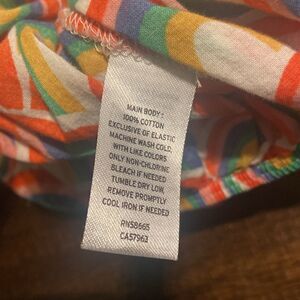 MAIN BODY:
100% COTTON
EXCLUSIVE OF ELASTIC
MACHINE WASH COLD,
WITH LIKE COLORS
ONLY NON-CHLORINE
BLEACH IF NEEDED
TUMBLE DRY LOW,
REMOVE PROMPTLY
COOL IRON IF NEEDED
RN58665
CA57963